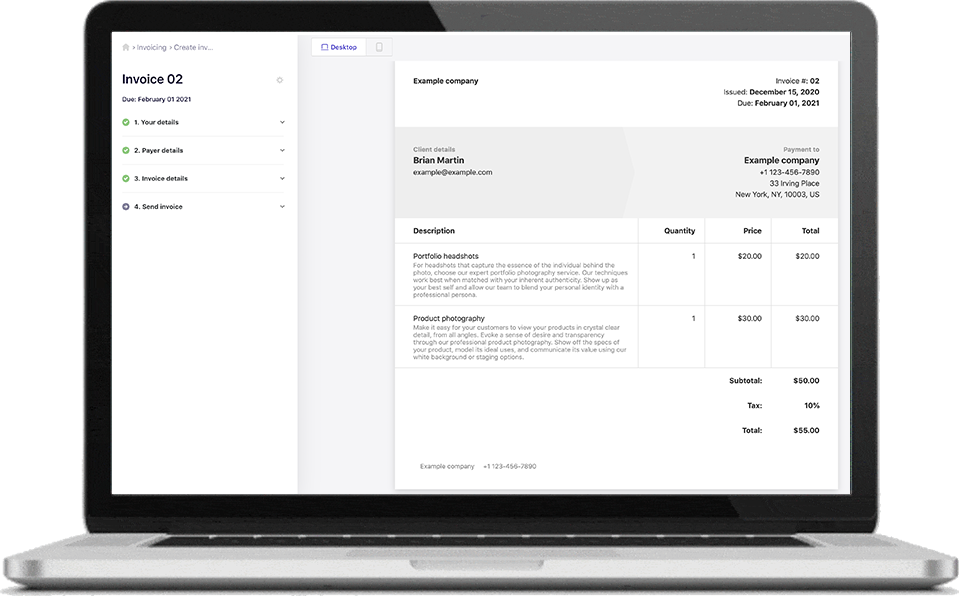 Invoicing > Create inv...
Invoice 02
Due: February 01 2021
1. Your details
2. Payer details
3. Invoice details
4. Send invoice
Desktop
Example company
Invoice #: 02
Issued: December 15, 2020
Due: February 01, 2021
Client details
Brian Martin
example@example.com
Payment to
Example company
+1 123-456-7890
33 Irving Place
New York, NY, 10003, US
Description Quantity Price Total
Portfolio headshots 1 $20.00 $20.00
For headshots that capture the essence of the individual behind the
photo, choose our expert portfolio photography service. Our techniques
work best when matched with your inherent authenticity. Show up as
your best self and allow our team to blend your personal identity with a
professional persona.
Product photography 1 $30.00 $30.00
Make it easy for your customers to view your products in crystal clear
detail, from all angles. Evoke a sense of desire and transparency
through our professional product photography. Show off the specs of
your product, model its ideal uses, and communicate its value using our
white background or staging options.
Subtotal: $50.00
Tax: 10%
Total: $55.00
Example company +1 123-456-7890